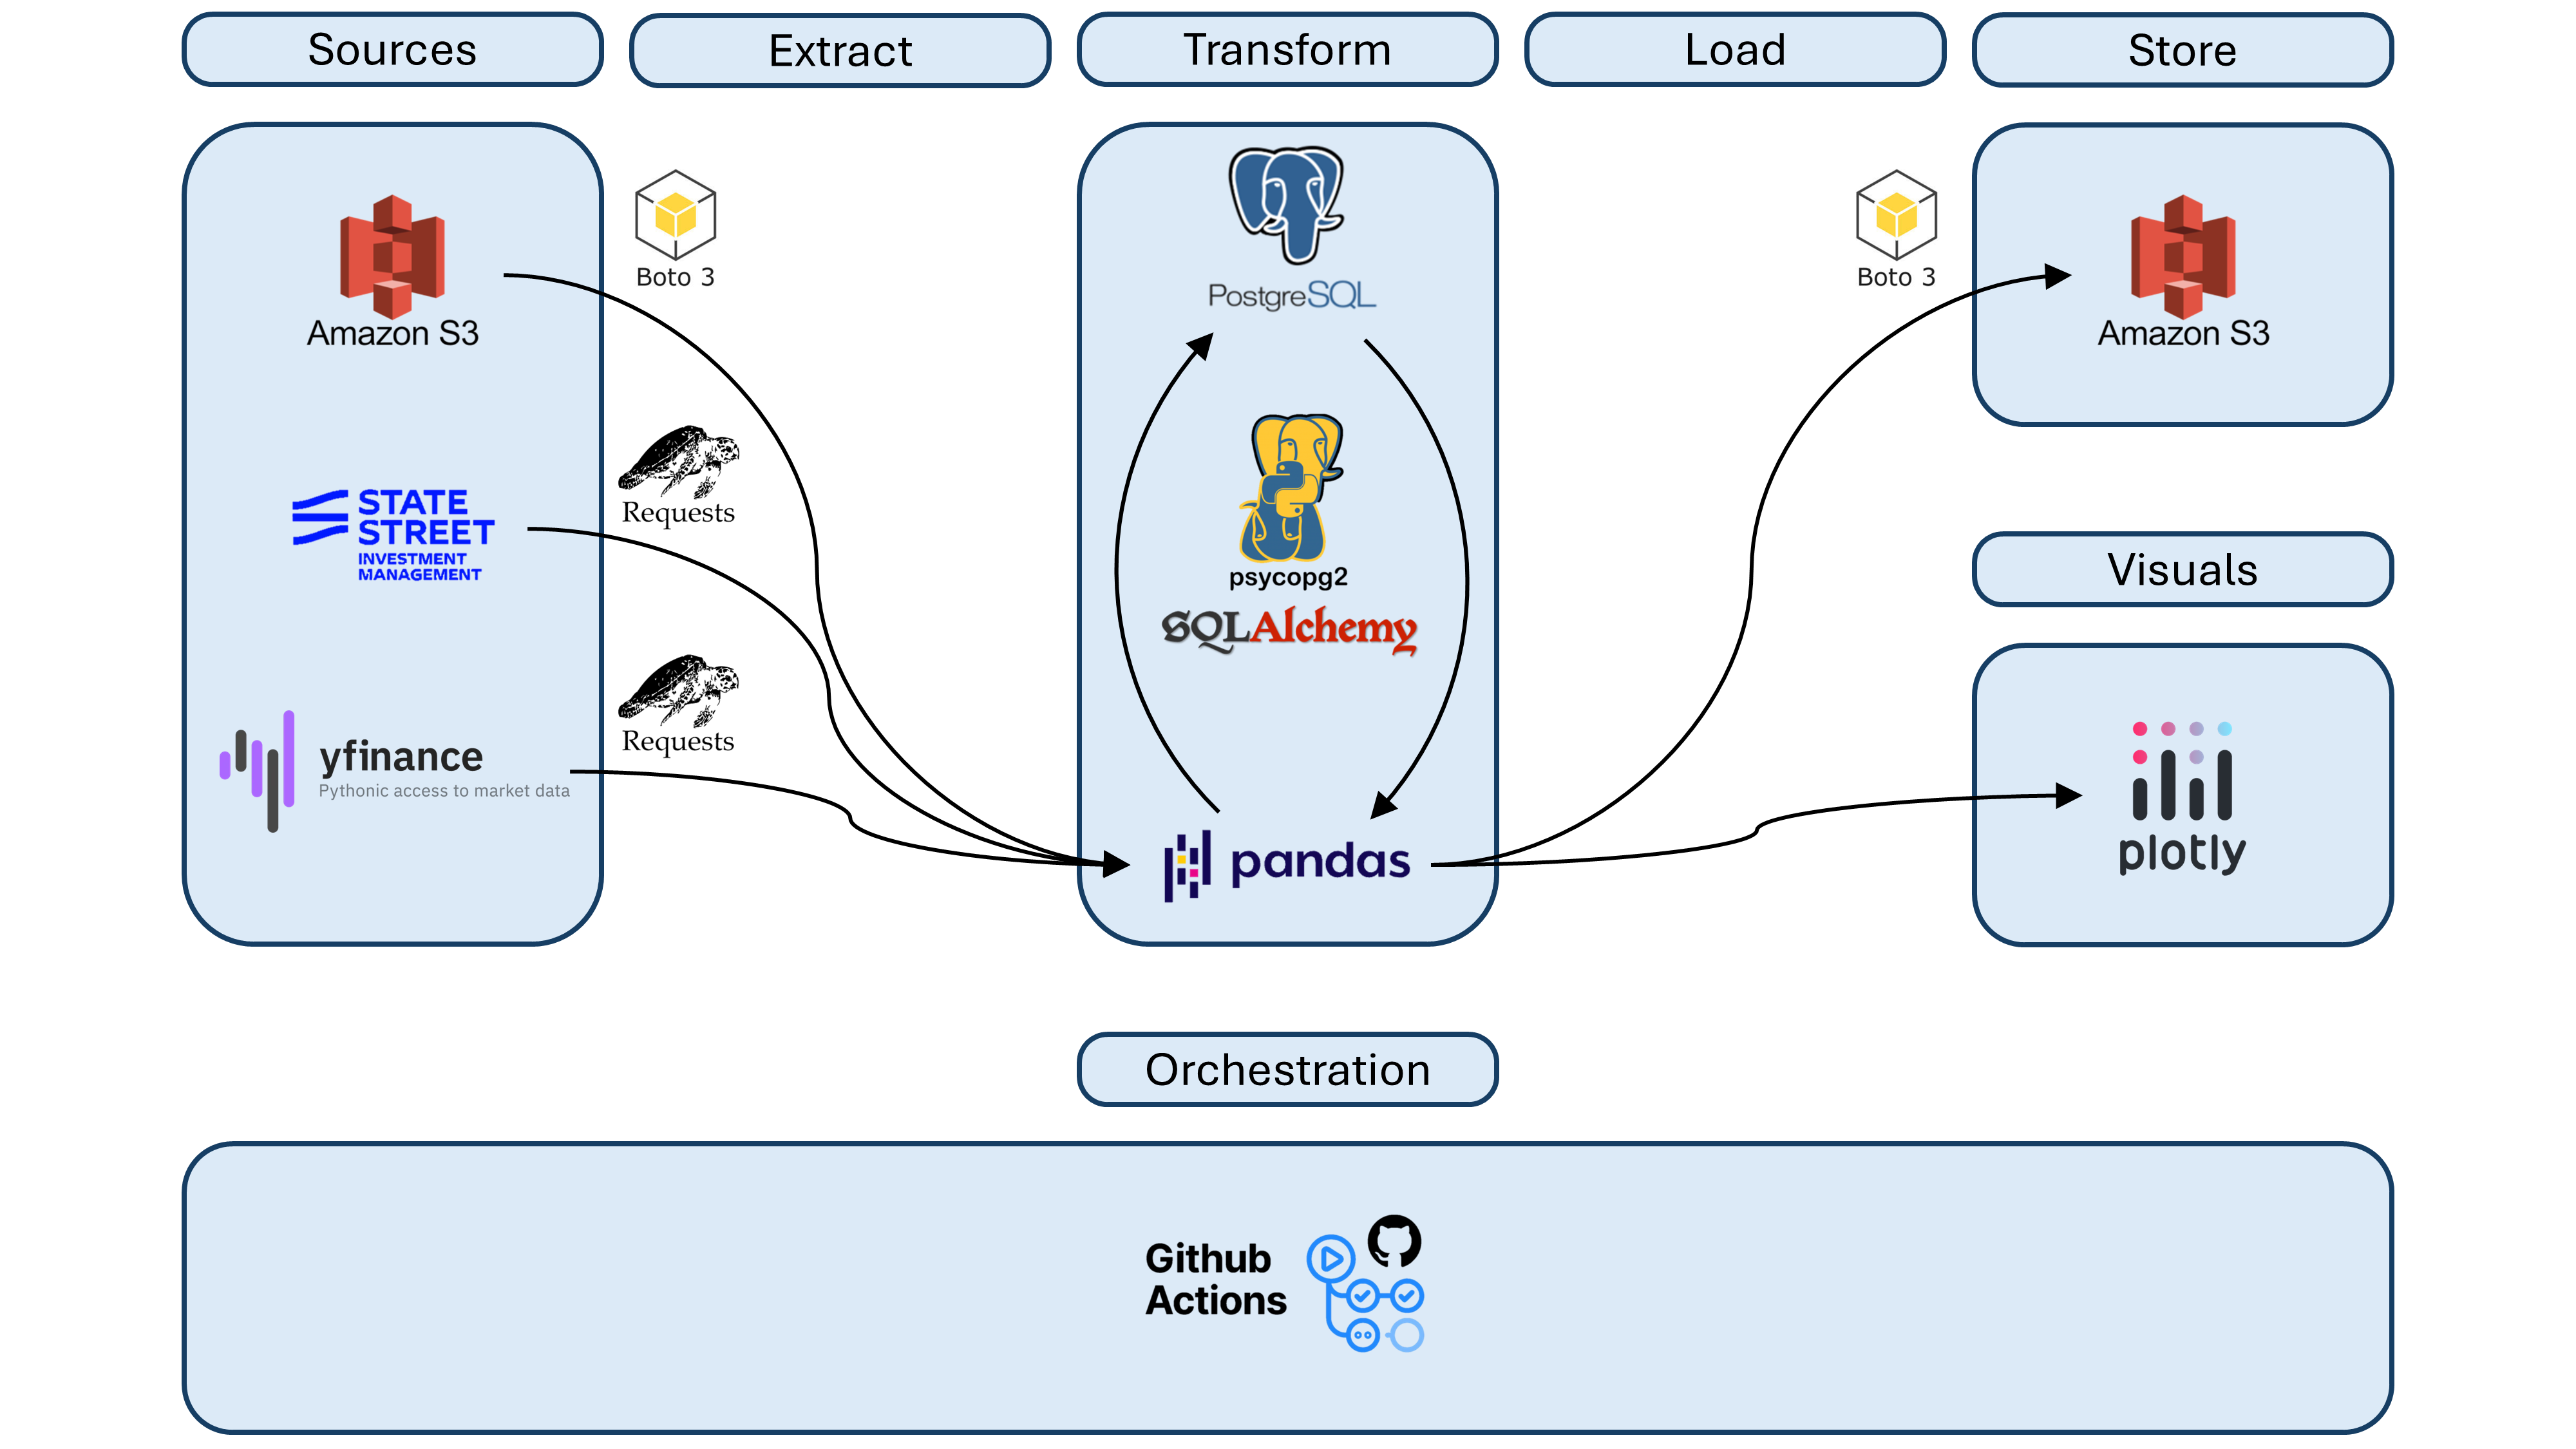 Sources
Extract
Transform
Load
Store
Amazon S3
STATE
STREET
INVESTMENT
MANAGEMENT
yfinance
Pythonic access to market data
Boto 3
Requests
Requests
PostgreSQL
psycopg2
SQLAlchemy
pandas
Boto 3
Amazon S3
Visuals
plotly
Orchestration
Github
Actions